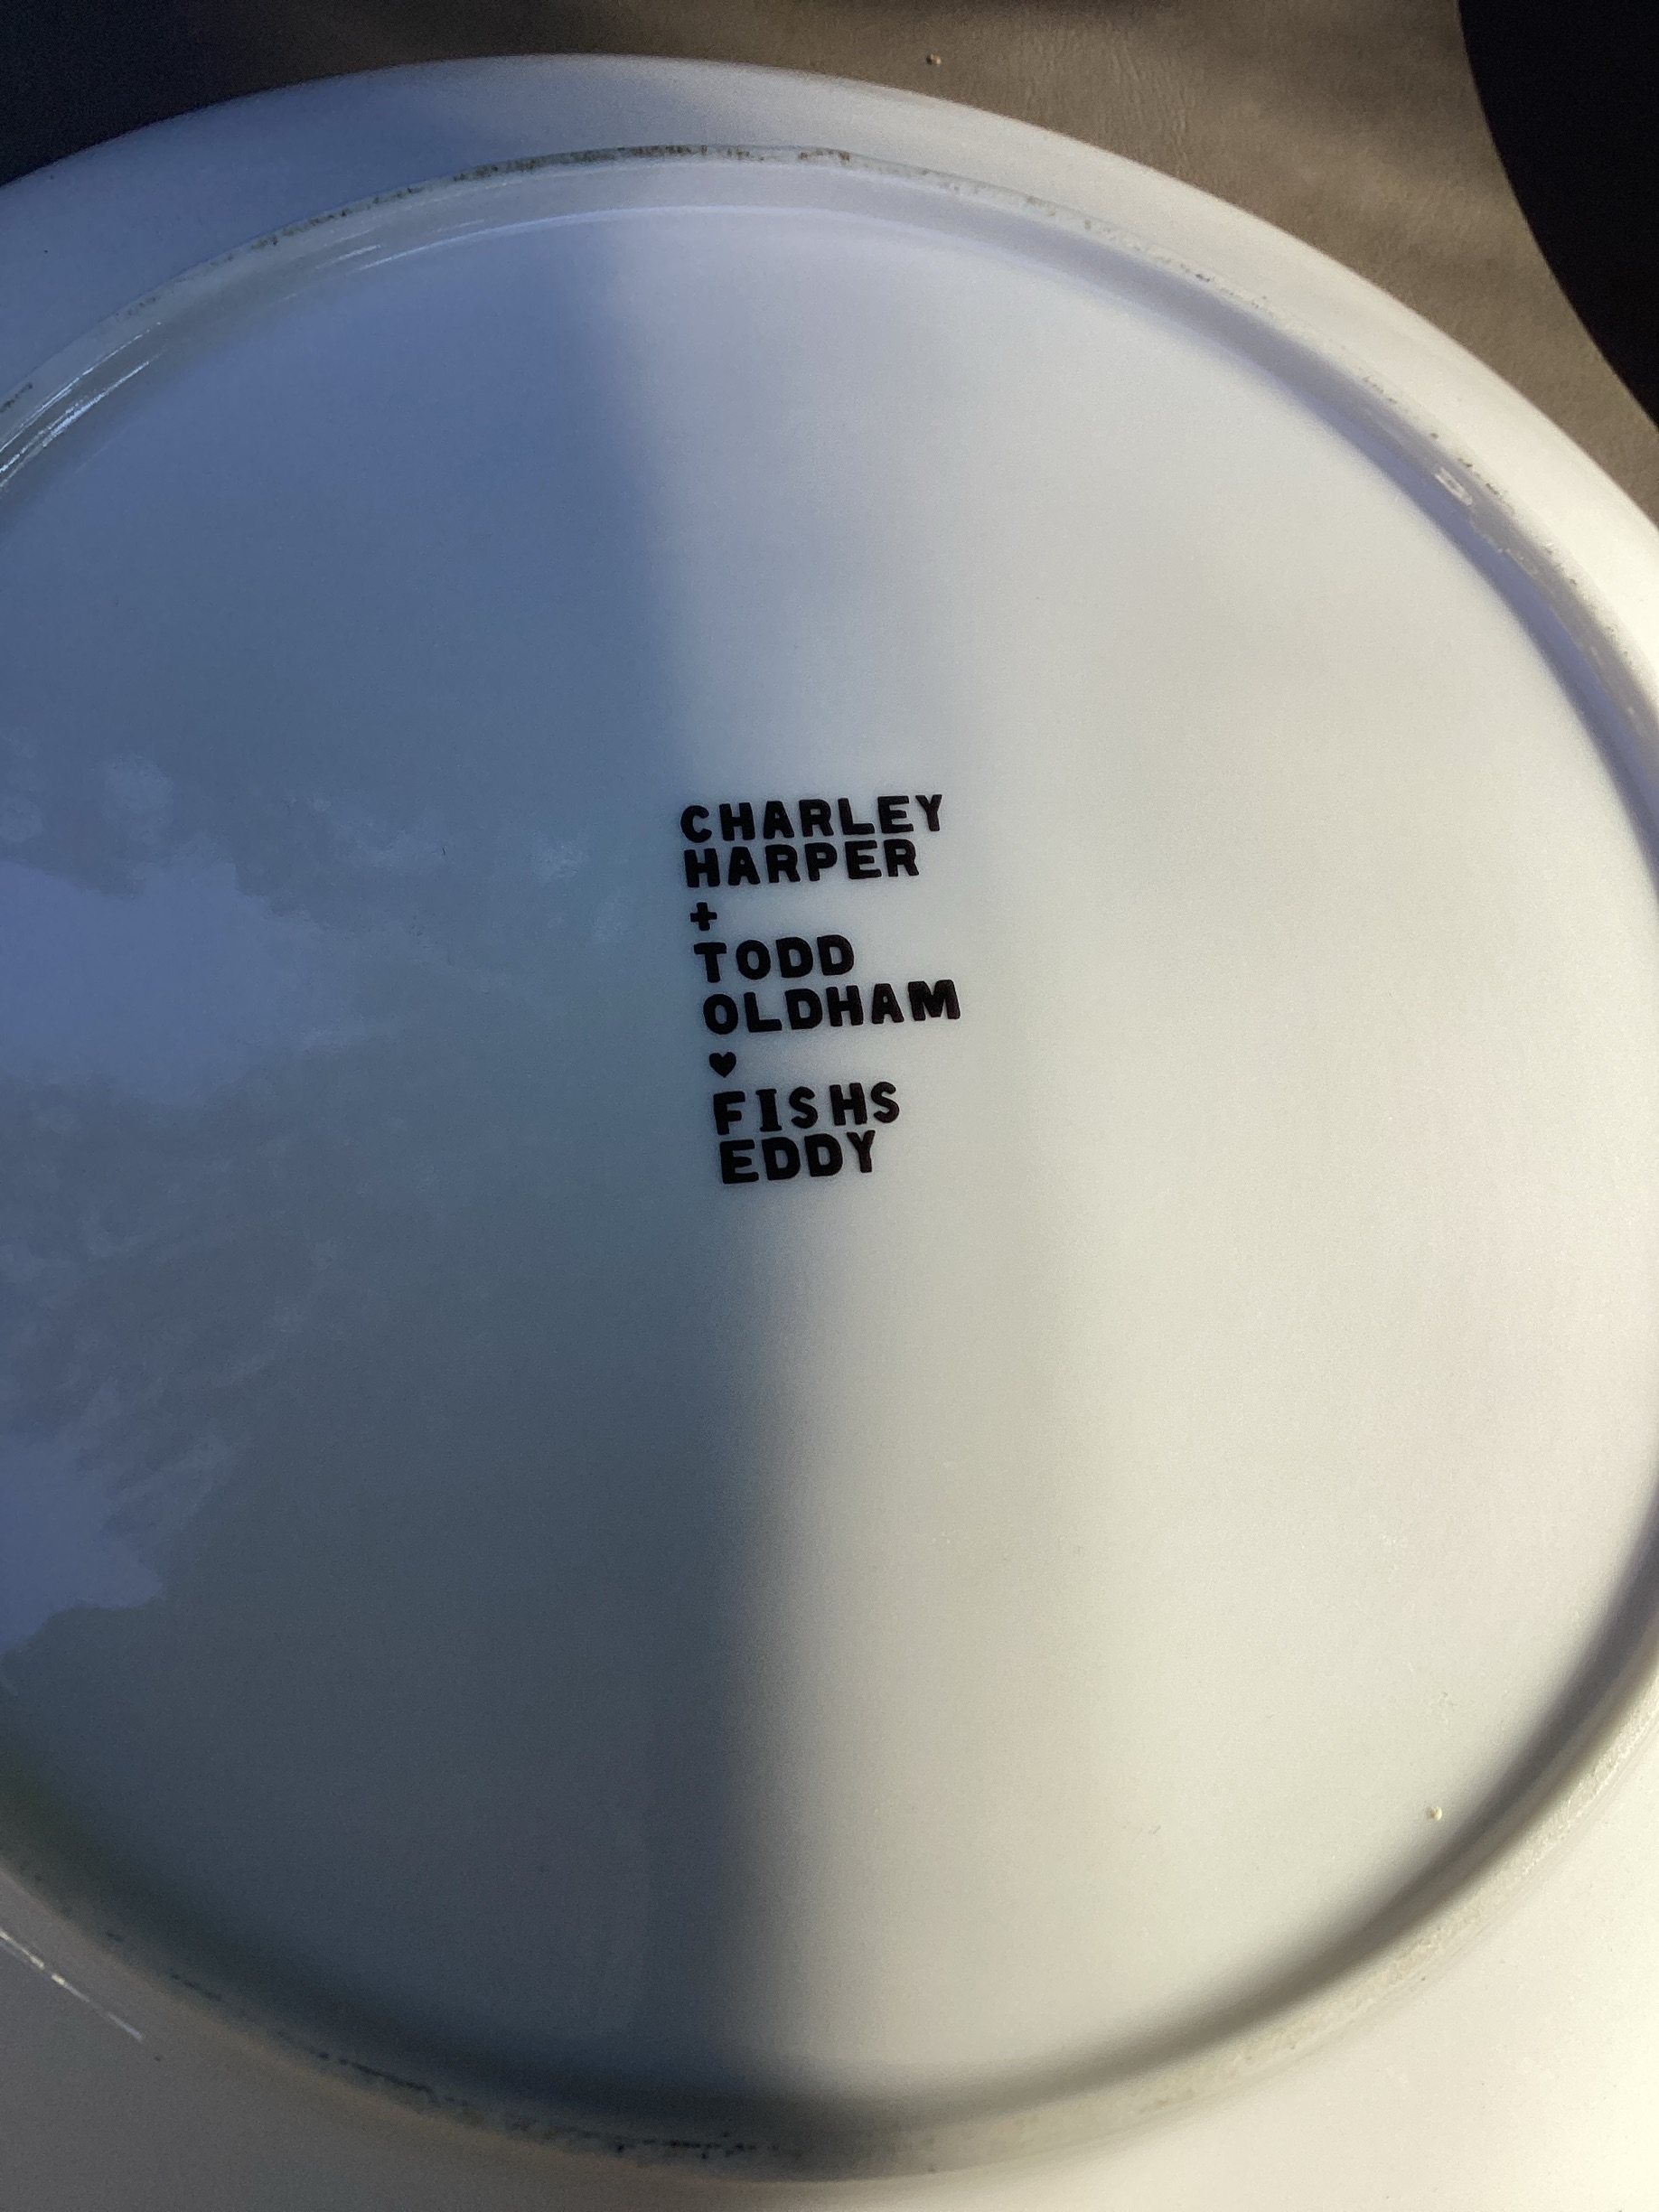 CHARLEY
HARPER
+
TODD
OLDHAM
♥
FISHS
EDDY